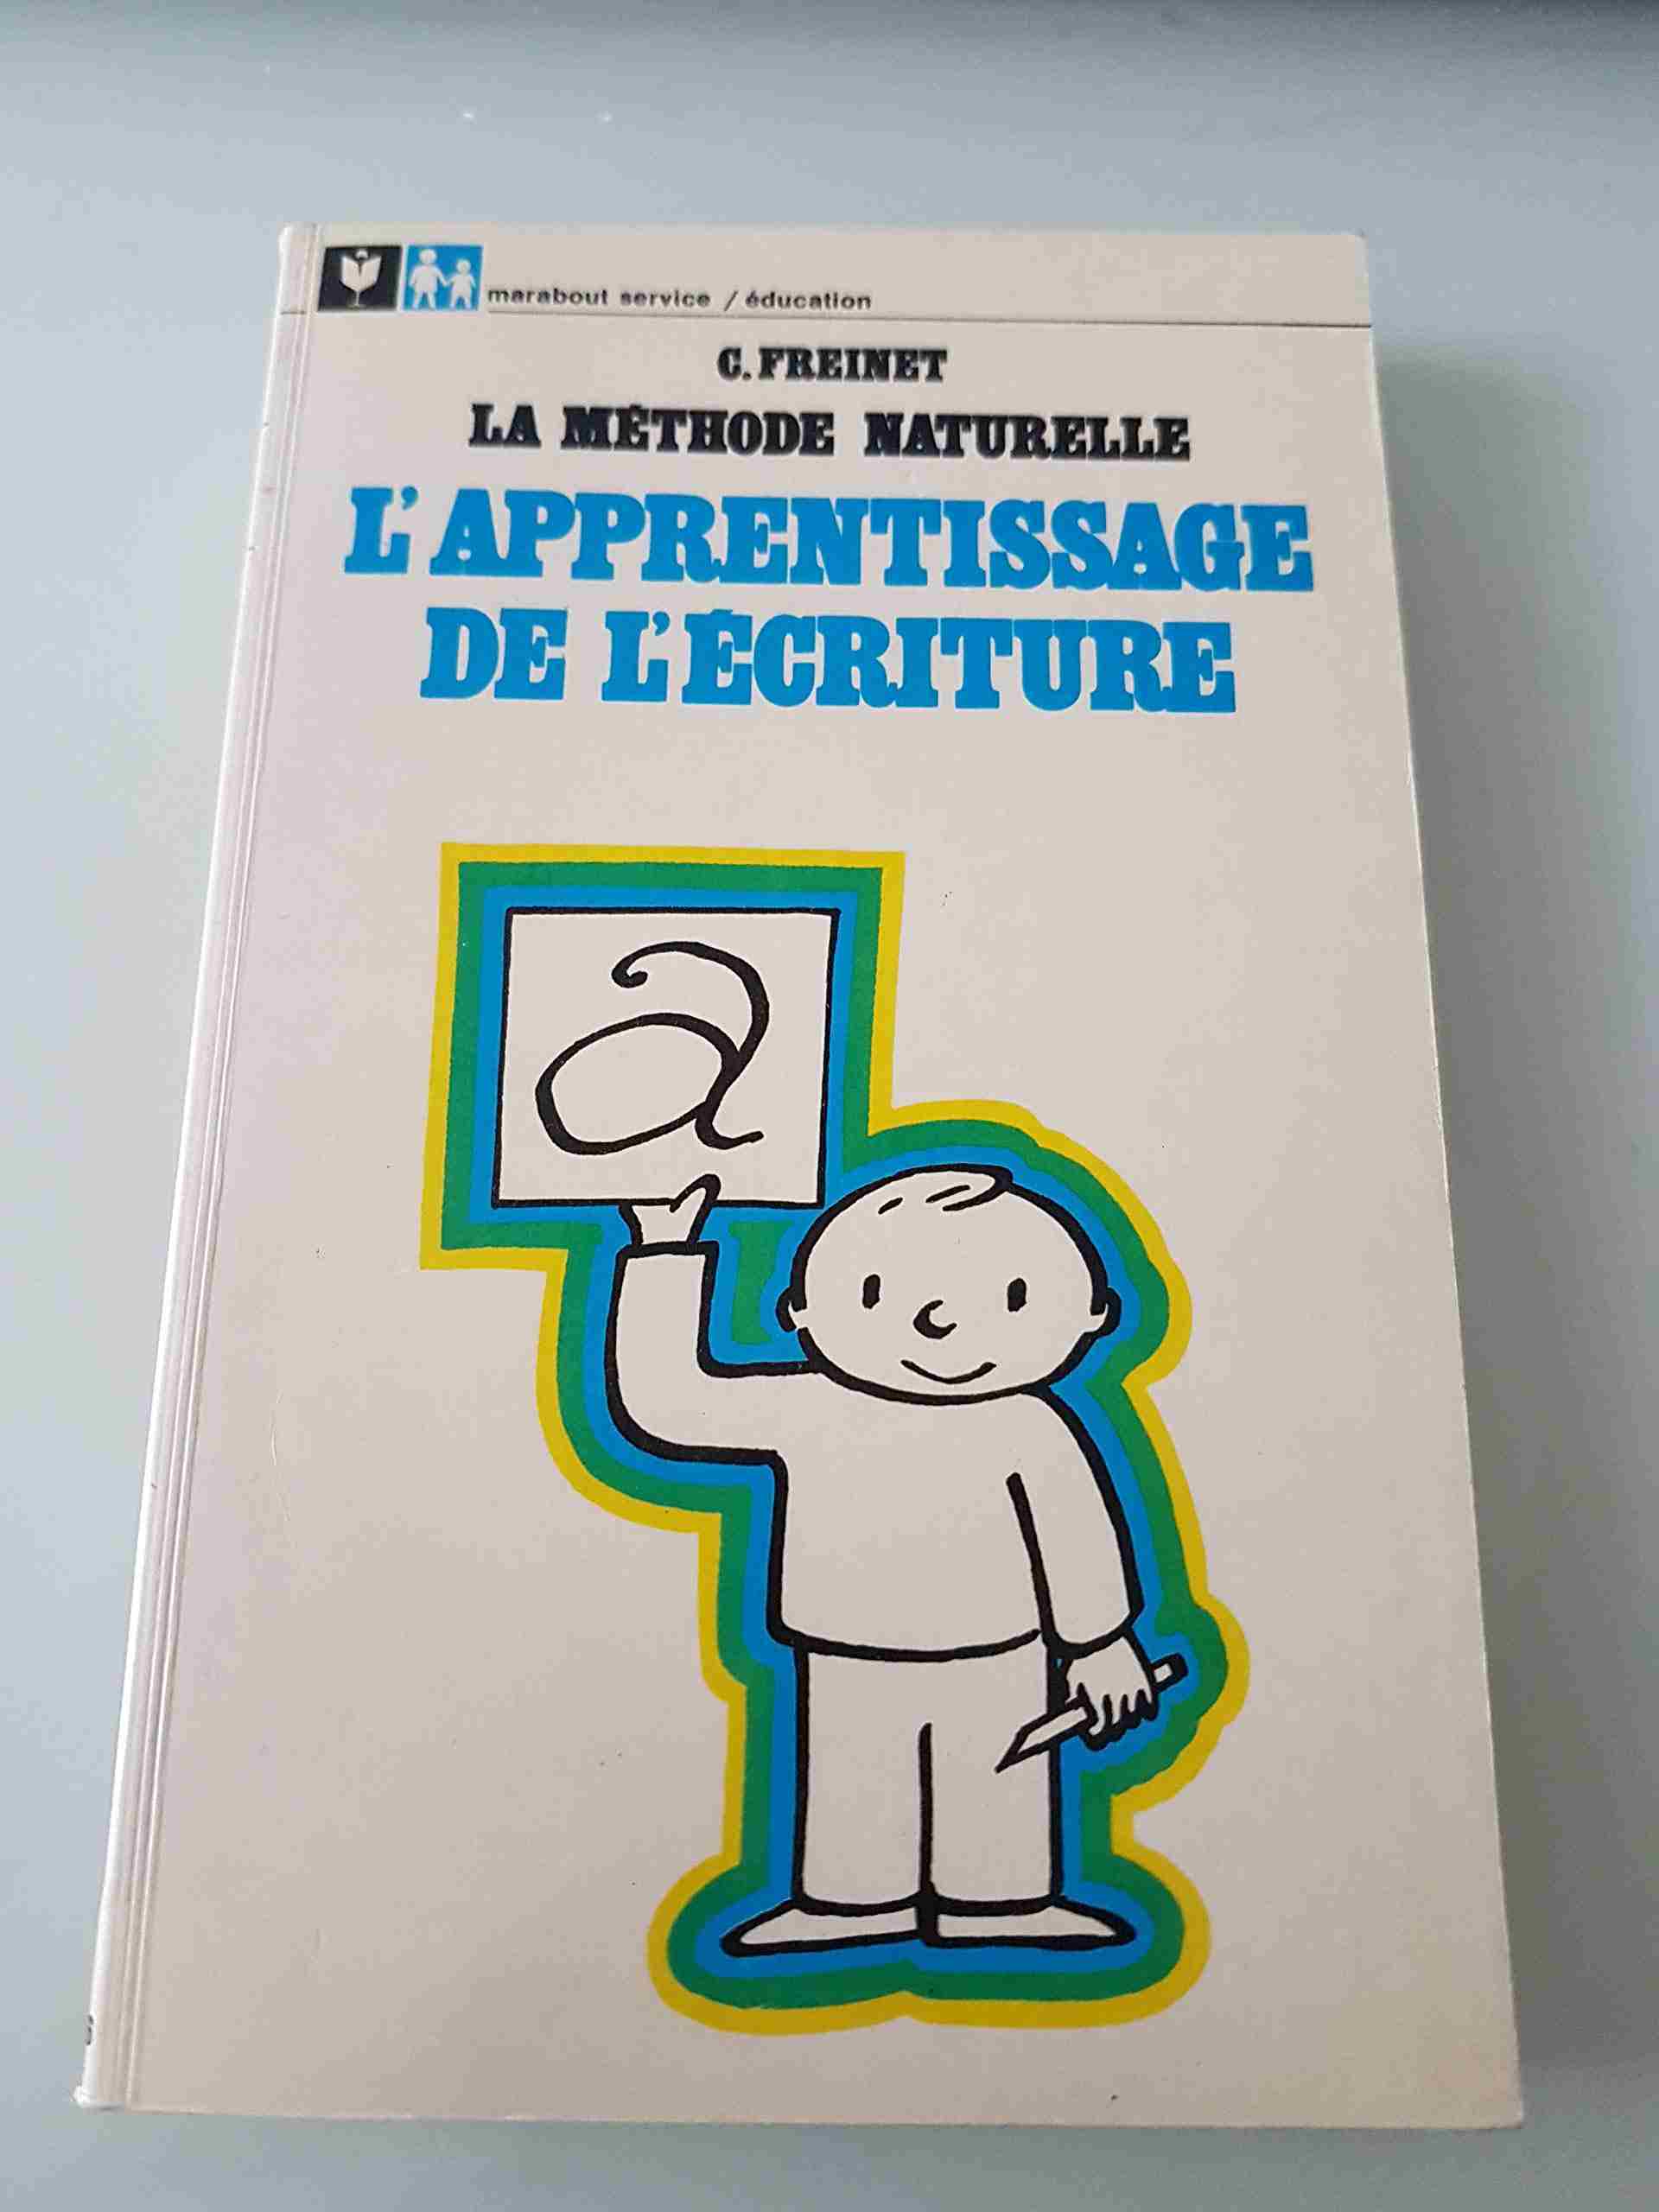 marabout service / éducation
C. FREINET
LA MÉTHODE NATURELLE
L'APPRENTISSAGE
DE L'ÉCRITURE
a